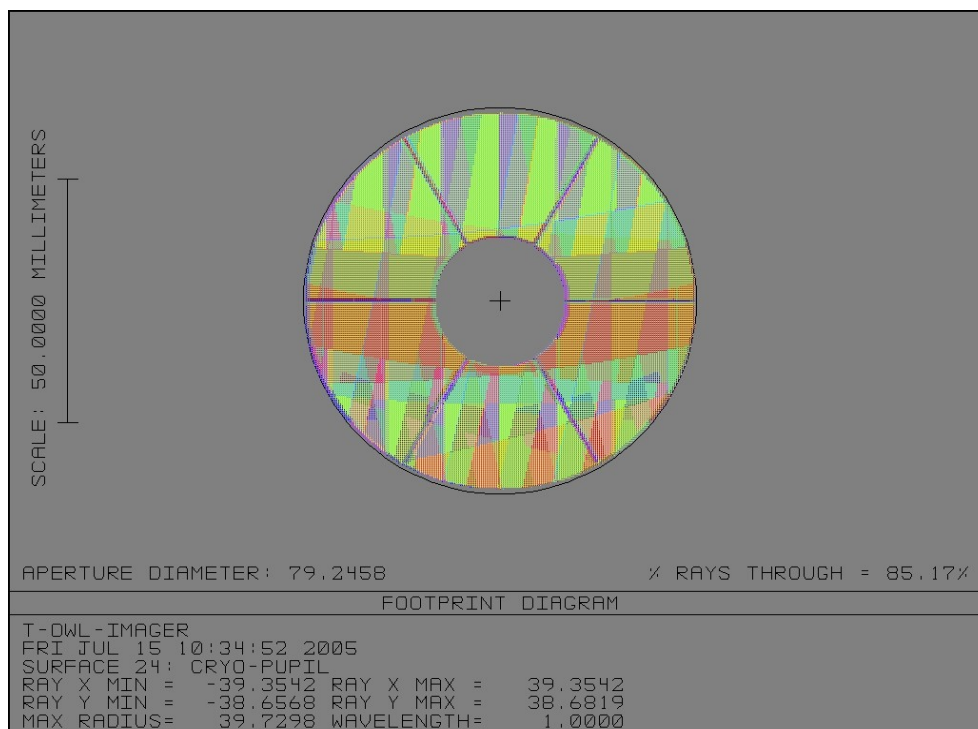 SCALE: 50.0000 MILLIMETERS
APERTURE DIAMETER: 79.2458 % RAYS THROUGH = 85.17%
FOOTPRINT DIAGRAM
T-OWL-IMAGER
FRI JUL 15 10:34:52 2005
SURFACE 24: CRYO-PUPIL
RAY X MIN = -39.3542 RAY X MAX = 39.3542
RAY Y MIN = -38.6568 RAY Y MAX = 38.6819
MAX RADIUS= 39.7298 WAVELENGTH= 1.0000